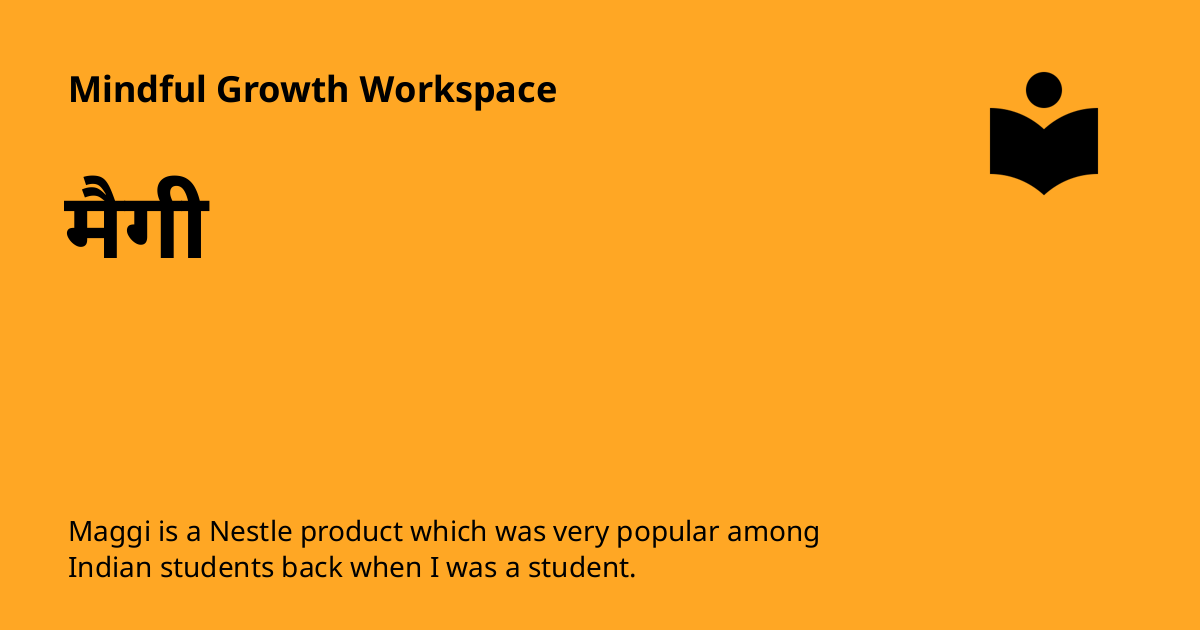 Mindful Growth Workspace
मैगी
Maggi is a Nestle product which was very popular among
Indian students back when I was a student.